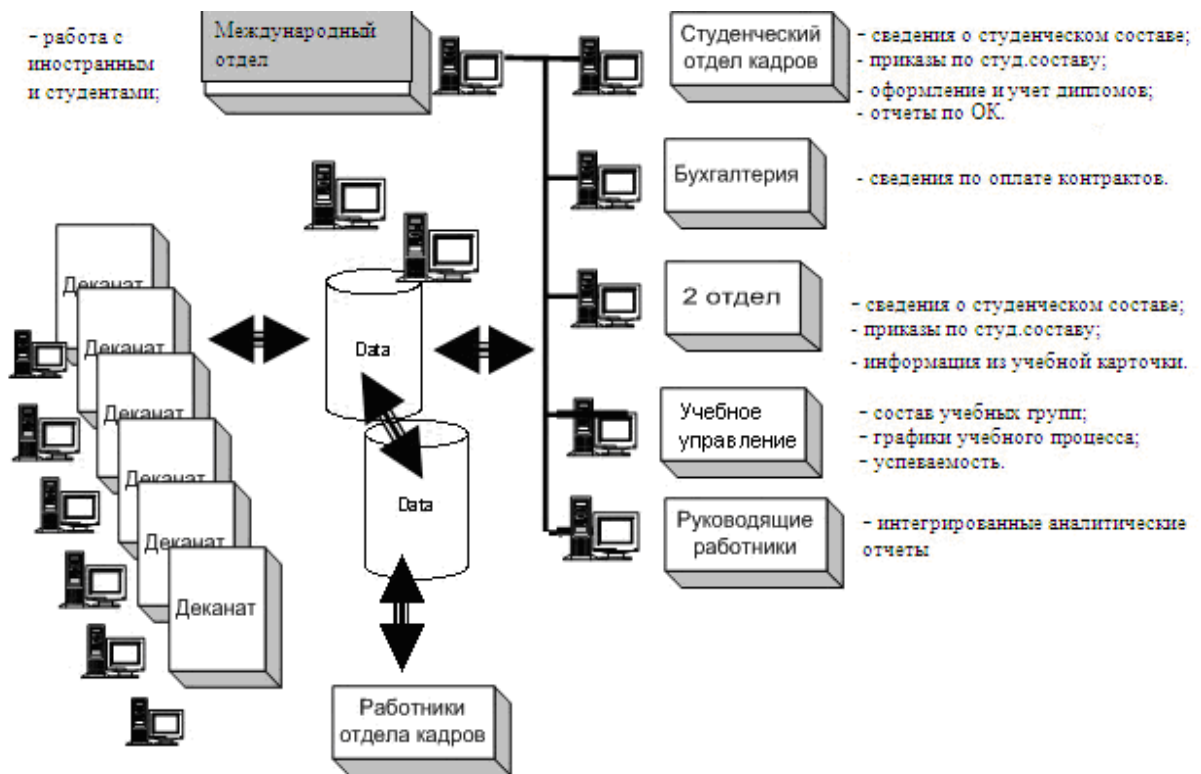 - работа с
иностранным
и студентами;
Международный
отдел
Студенческий
отдел кадров
- сведения о студенческом составе;
- приказы по студ.составу;
- оформление и учет дипломов;
- отчеты по ОК.
Бухгалтерия
- сведения по оплате контрактов.
2 отдел
- сведения о студенческом составе;
- приказы по студ.составу;
- информация из учебной карточки.
Учебное
управление
- состав учебных групп;
- графики учебного процесса;
- успеваемость.
Руководящие
работники
- интегрированные аналитические
отчеты
Деканат
Деканат
Деканат
Деканат
Деканат
Деканат
Data
Data
Работники
отдела кадров